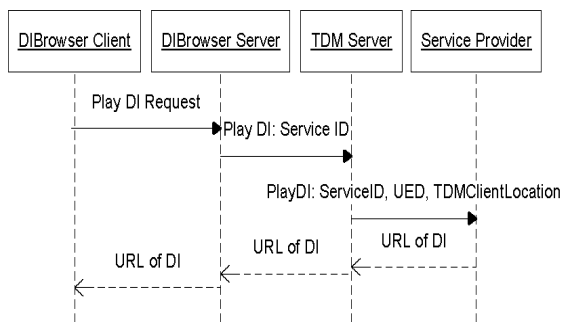 DIBrowser Client
DIBrowser Server
TDM Server
Service Provider
Play DI Request
Play DI: Service ID
PlayDI: ServiceID, UED, TDMClientLocation
URL of DI
URL of DI
URL of DI